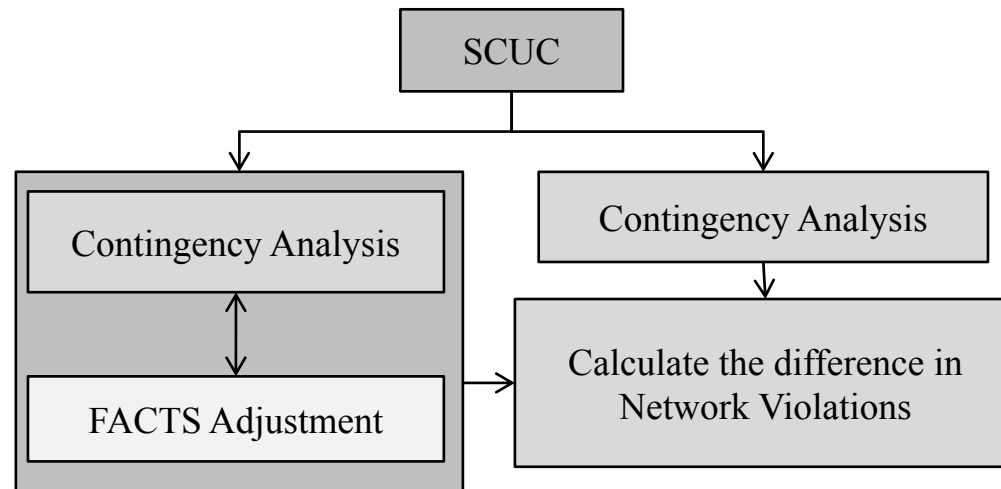 SCUC
Contingency Analysis
FACTS Adjustment
Contingency Analysis
Calculate the difference in
Network Violations